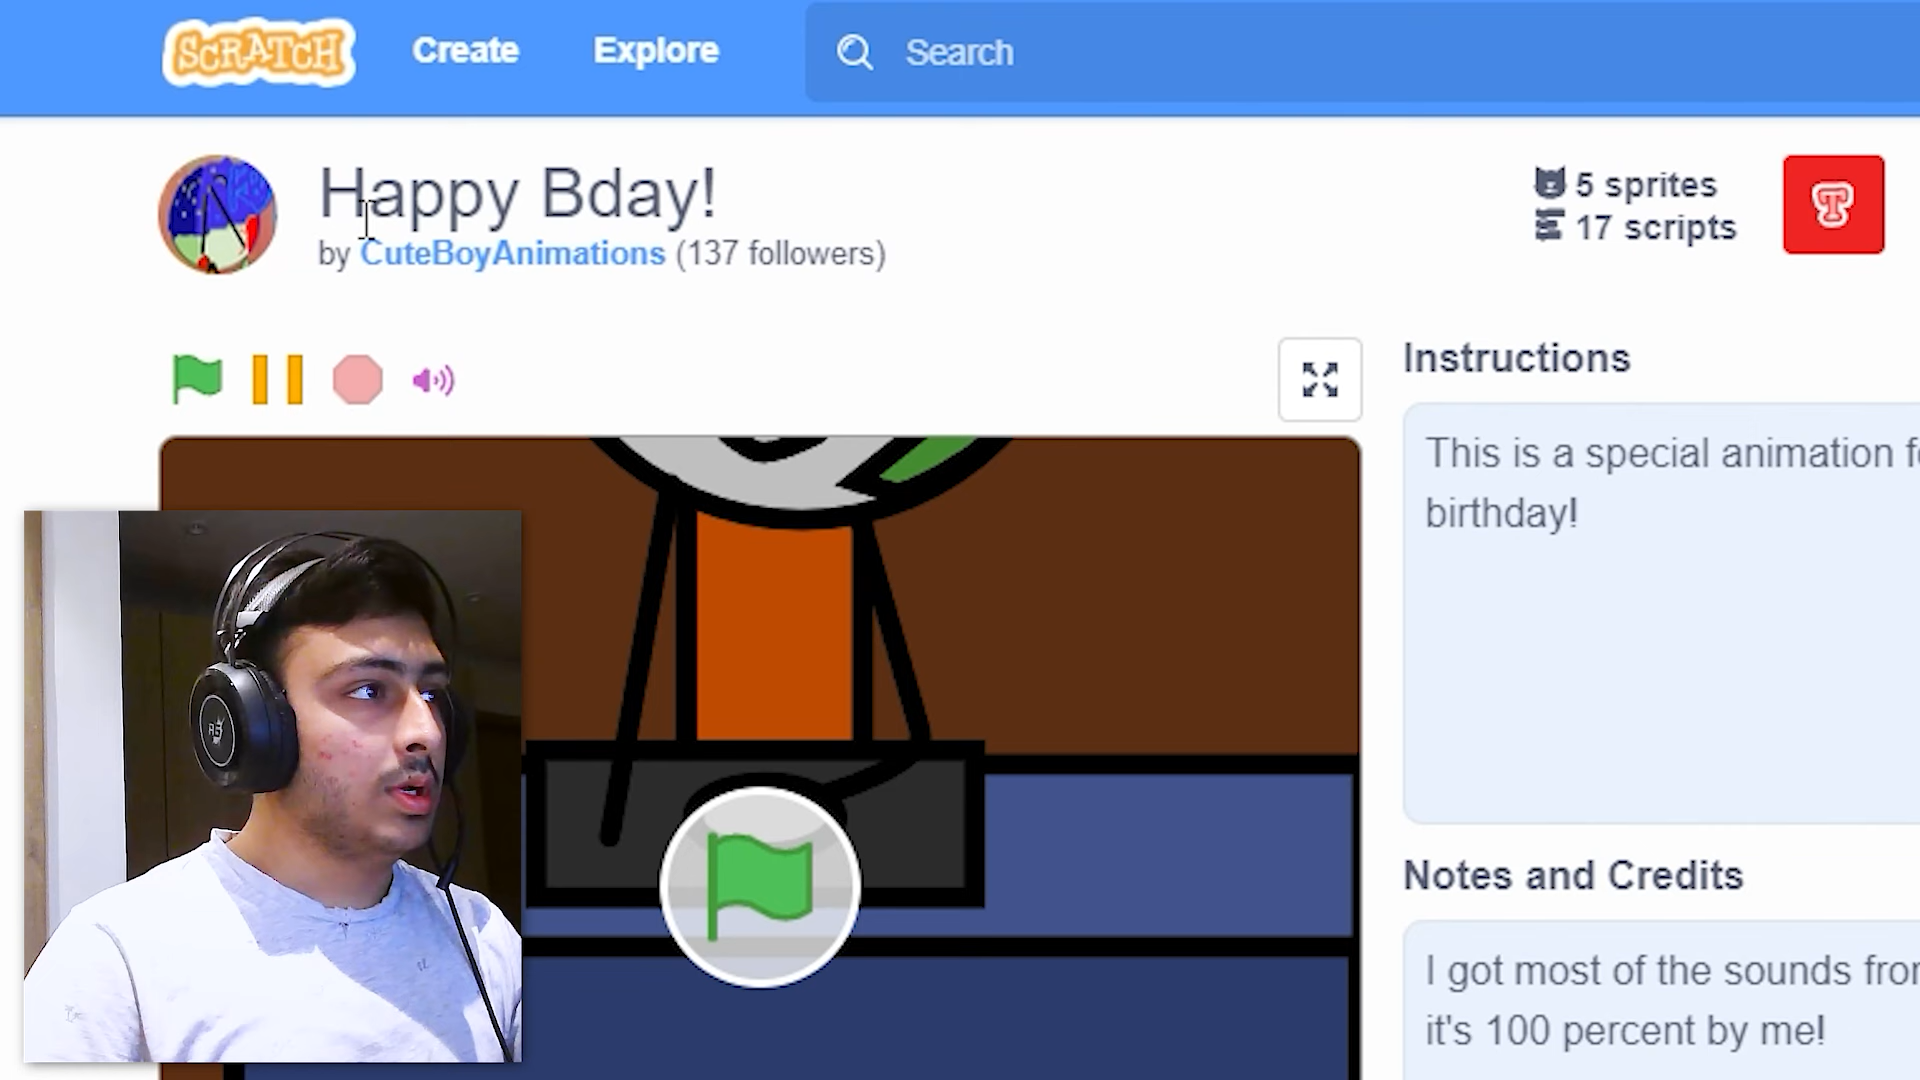 SCRATCH
Create
Explore
Search
Happy Bday!
by CuteBoyAnimations (137 followers)
5 sprites
17 scripts
T
Instructions
This is a special animation
birthday!
Notes and Credits
I got most of the sounds
it's 100 percent by me!